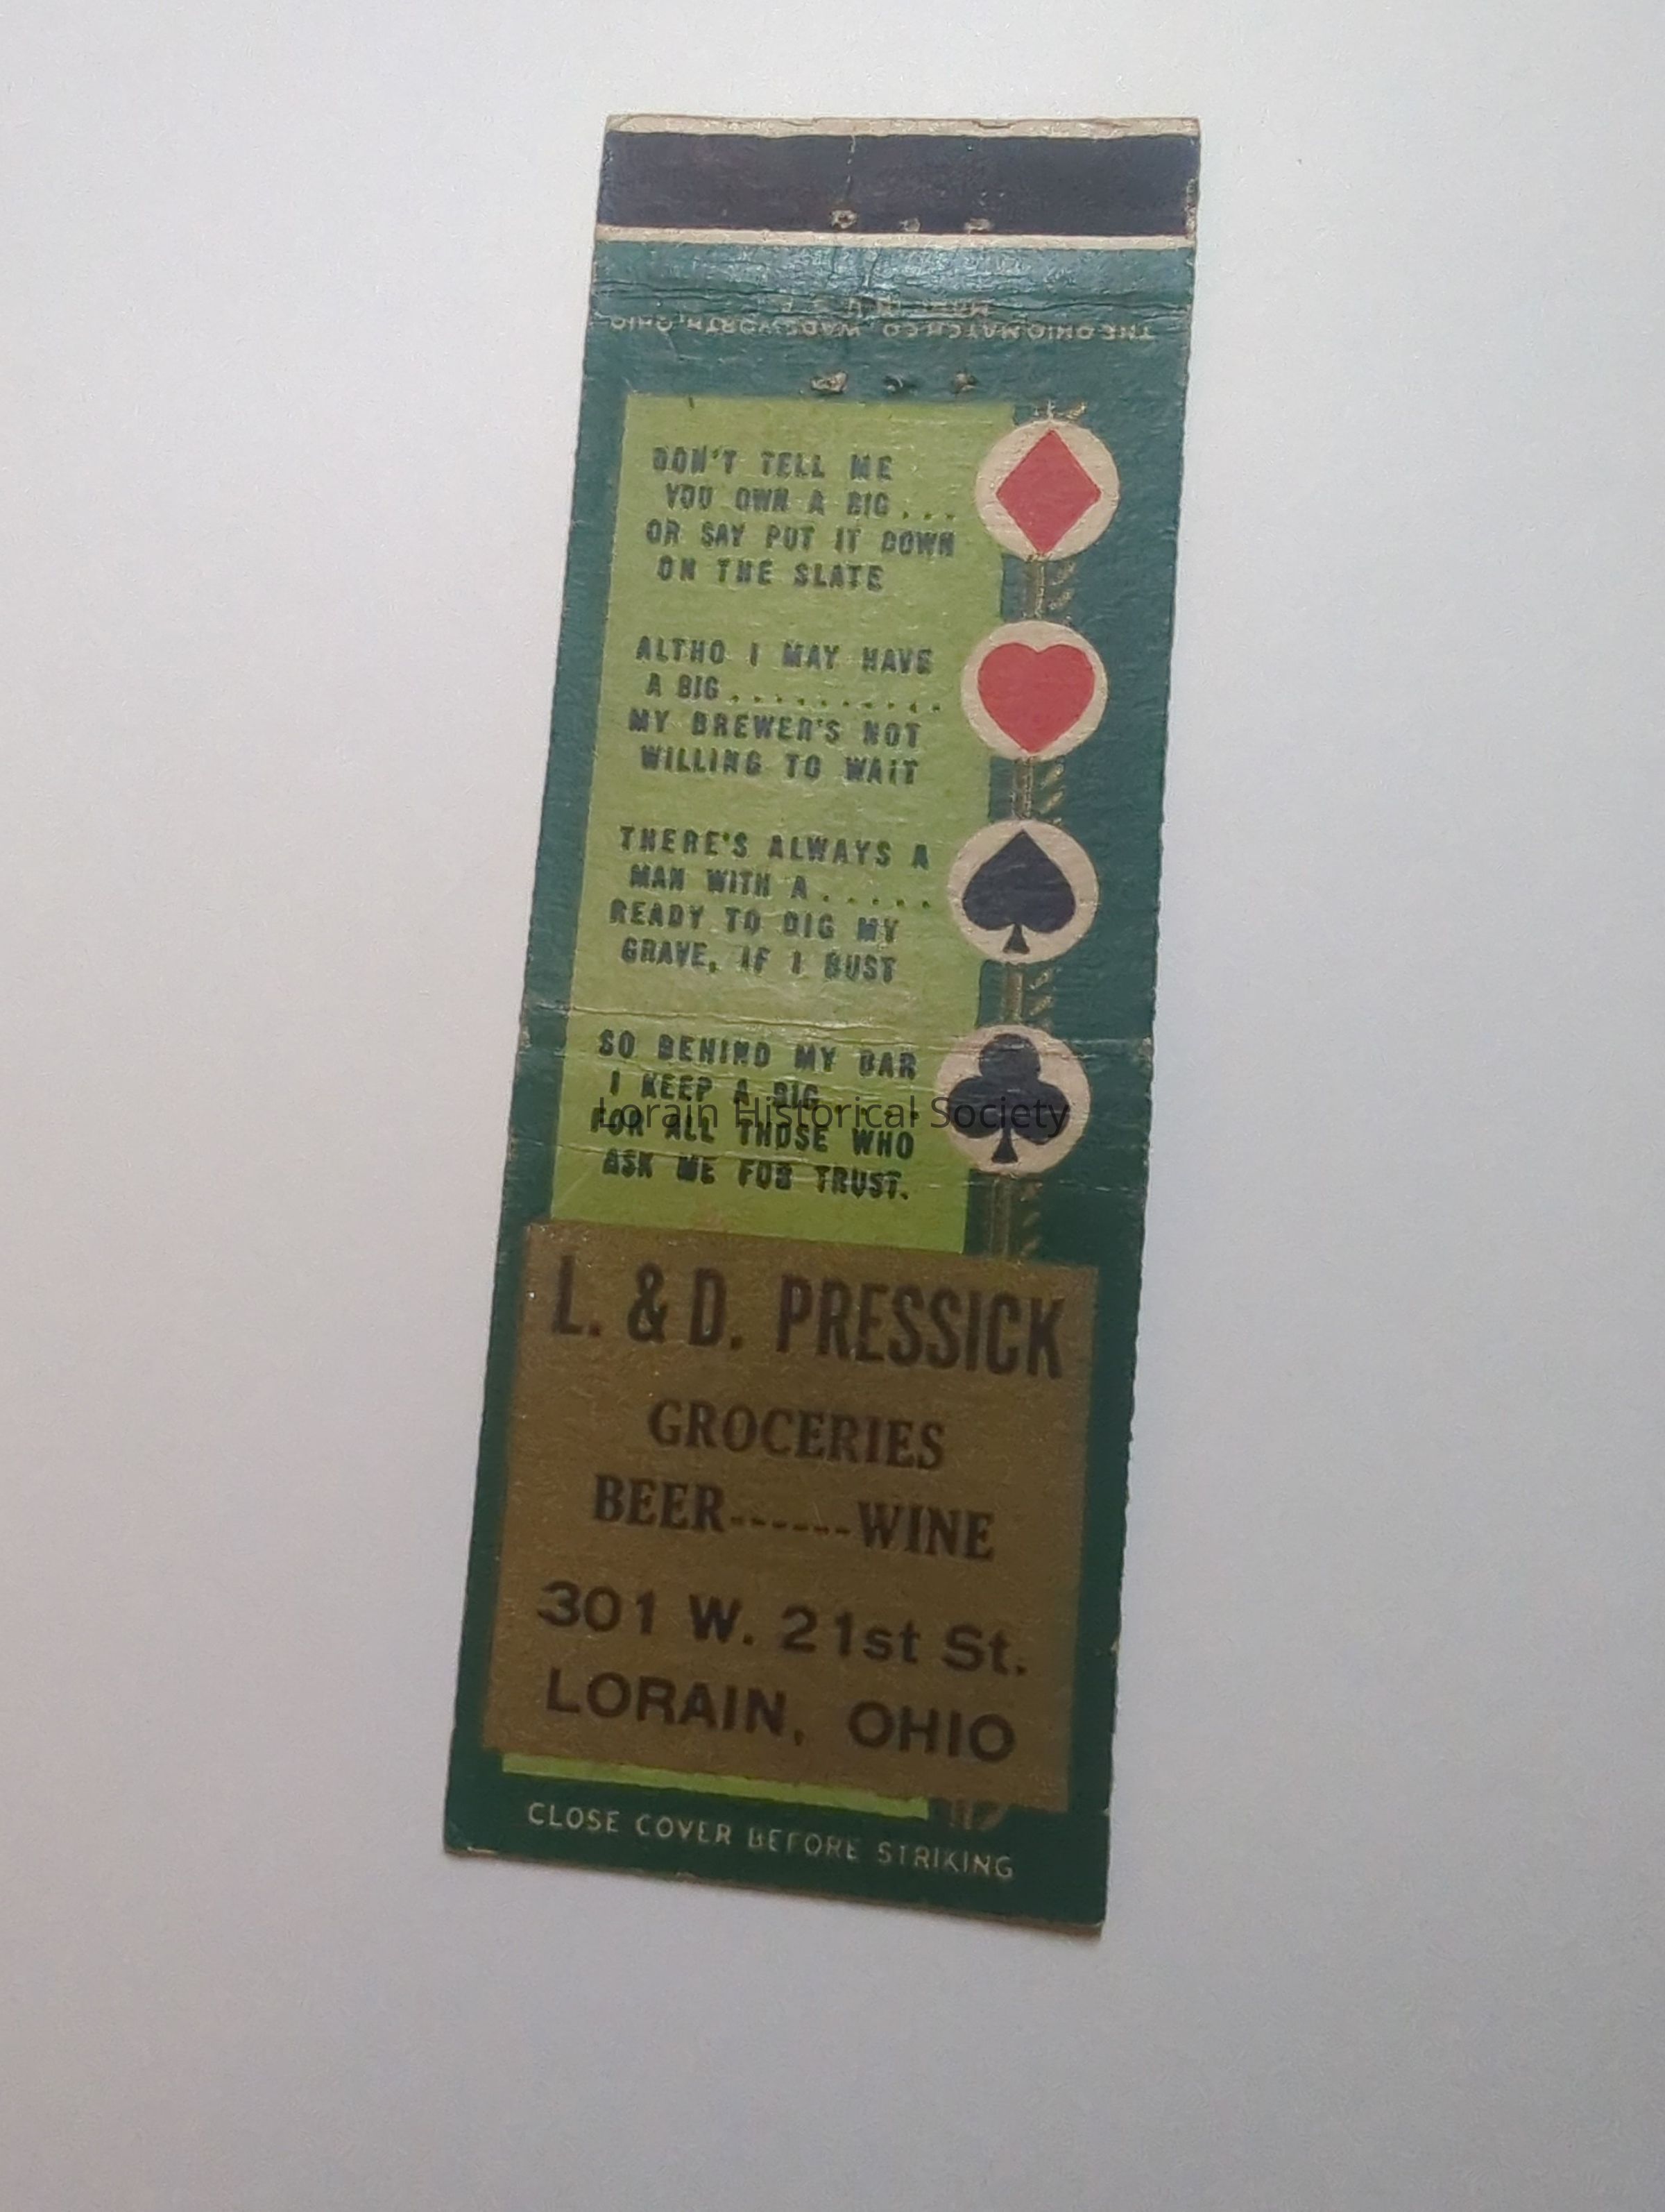 MADE IN U. S. A.
THE OHIO MATCH CO. WADSWORTH, OHIO
DON'T TELL ME
YOU OWN A BIG . . .
OR SAY PUT IT DOWN
ON THE SLATE
ALTHO I MAY HAVE
A BIG . . . . . . . . . . .
MY BREWER'S NOT
WILLING TO WAIT
THERE'S ALWAYS A
MAN WITH A . . . . .
READY TO DIG MY
GRAVE, IF I BUST
SO BEHIND MY BAR
I KEEP A BIG . . . . .
Lorain Historical Society
FOR ALL THOSE WHO
ASK ME FOR TRUST.
L. & D. PRESSICK
GROCERIES
BEER------WINE
301 W. 21st St.
LORAIN, OHIO
CLOSE COVER BEFORE STRIKING